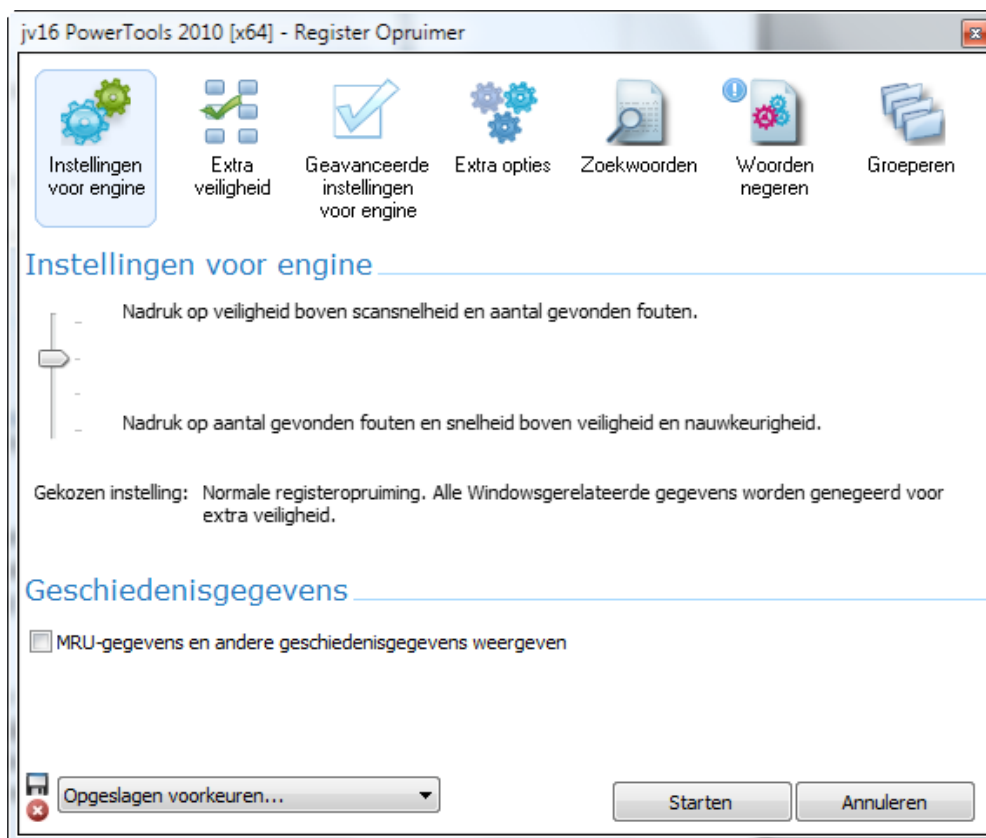 jv16 PowerTools 2010 [x64] - Register Opruimer
Instellingen
voor engine
Extra
veiligheid
Geavanceerde
instellingen
voor engine
Extra opties
Zoekwoorden
Woorden
negeren
Groeperen
Instellingen voor engine
Nadruk op veiligheid boven scansnelheid en aantal gevonden fouten.
Nadruk op aantal gevonden fouten en snelheid boven veiligheid en nauwkeurigheid.
Gekozen instelling: Normale registeropruiming. Alle Windowsgerelateerde gegevens worden genegeerd voor
extra veiligheid.
Geschiedenisgegevens
MRU-gegevens en andere geschiedenisgegevens weergeven
Opgeslagen voorkeuren...
Starten
Annuleren